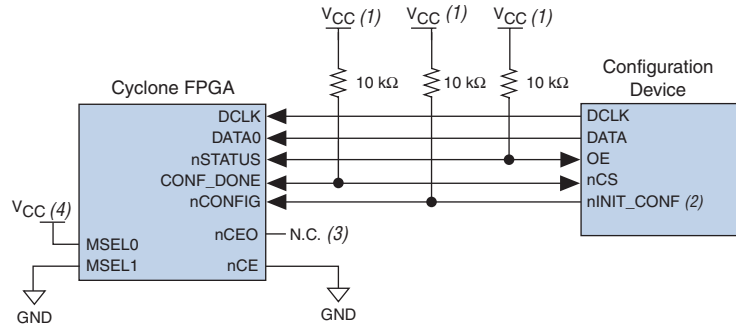 VCC (1)
VCC (1)
VCC (1)
10 kΩ
10 kΩ
10 kΩ
Cyclone FPGA
Configuration
Device
DCLK
DATA0
nSTATUS
CONF_DONE
nCONFIG
DCLK
DATA
OE
nCS
nINIT_CONF (2)
VCC (4)
MSEL0
MSEL1
nCEO
N.C. (3)
nCE
GND
GND